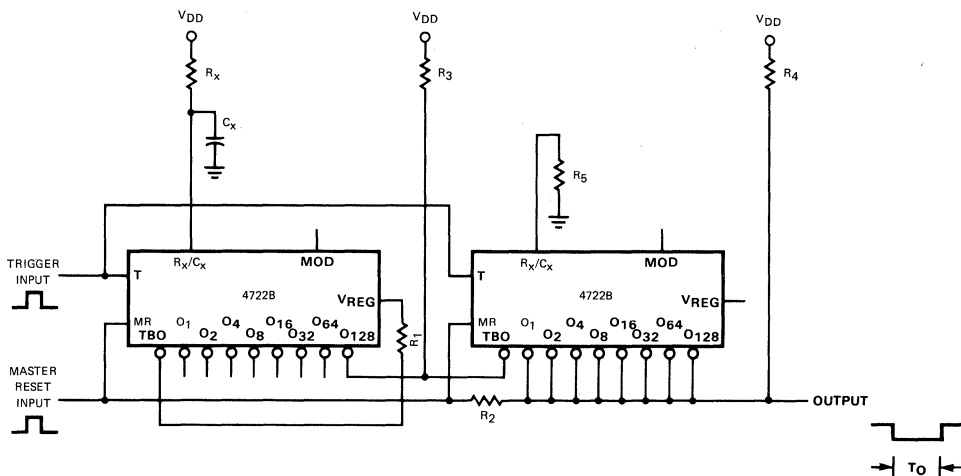 VDD
VDD
VDD
Rx
R3
R4
Cx
R5
TRIGGER
INPUT
T
Rx/Cx
MOD
4722B
VREG
MR
TBO
O1
O2
O4
O8
O16
O32
O64
O128
R1
T
Rx/Cx
MOD
4722B
VREG
MR
TBO
O1
O2
O4
O8
O16
O32
O64
O128
MASTER
RESET
INPUT
R2
OUTPUT
TO